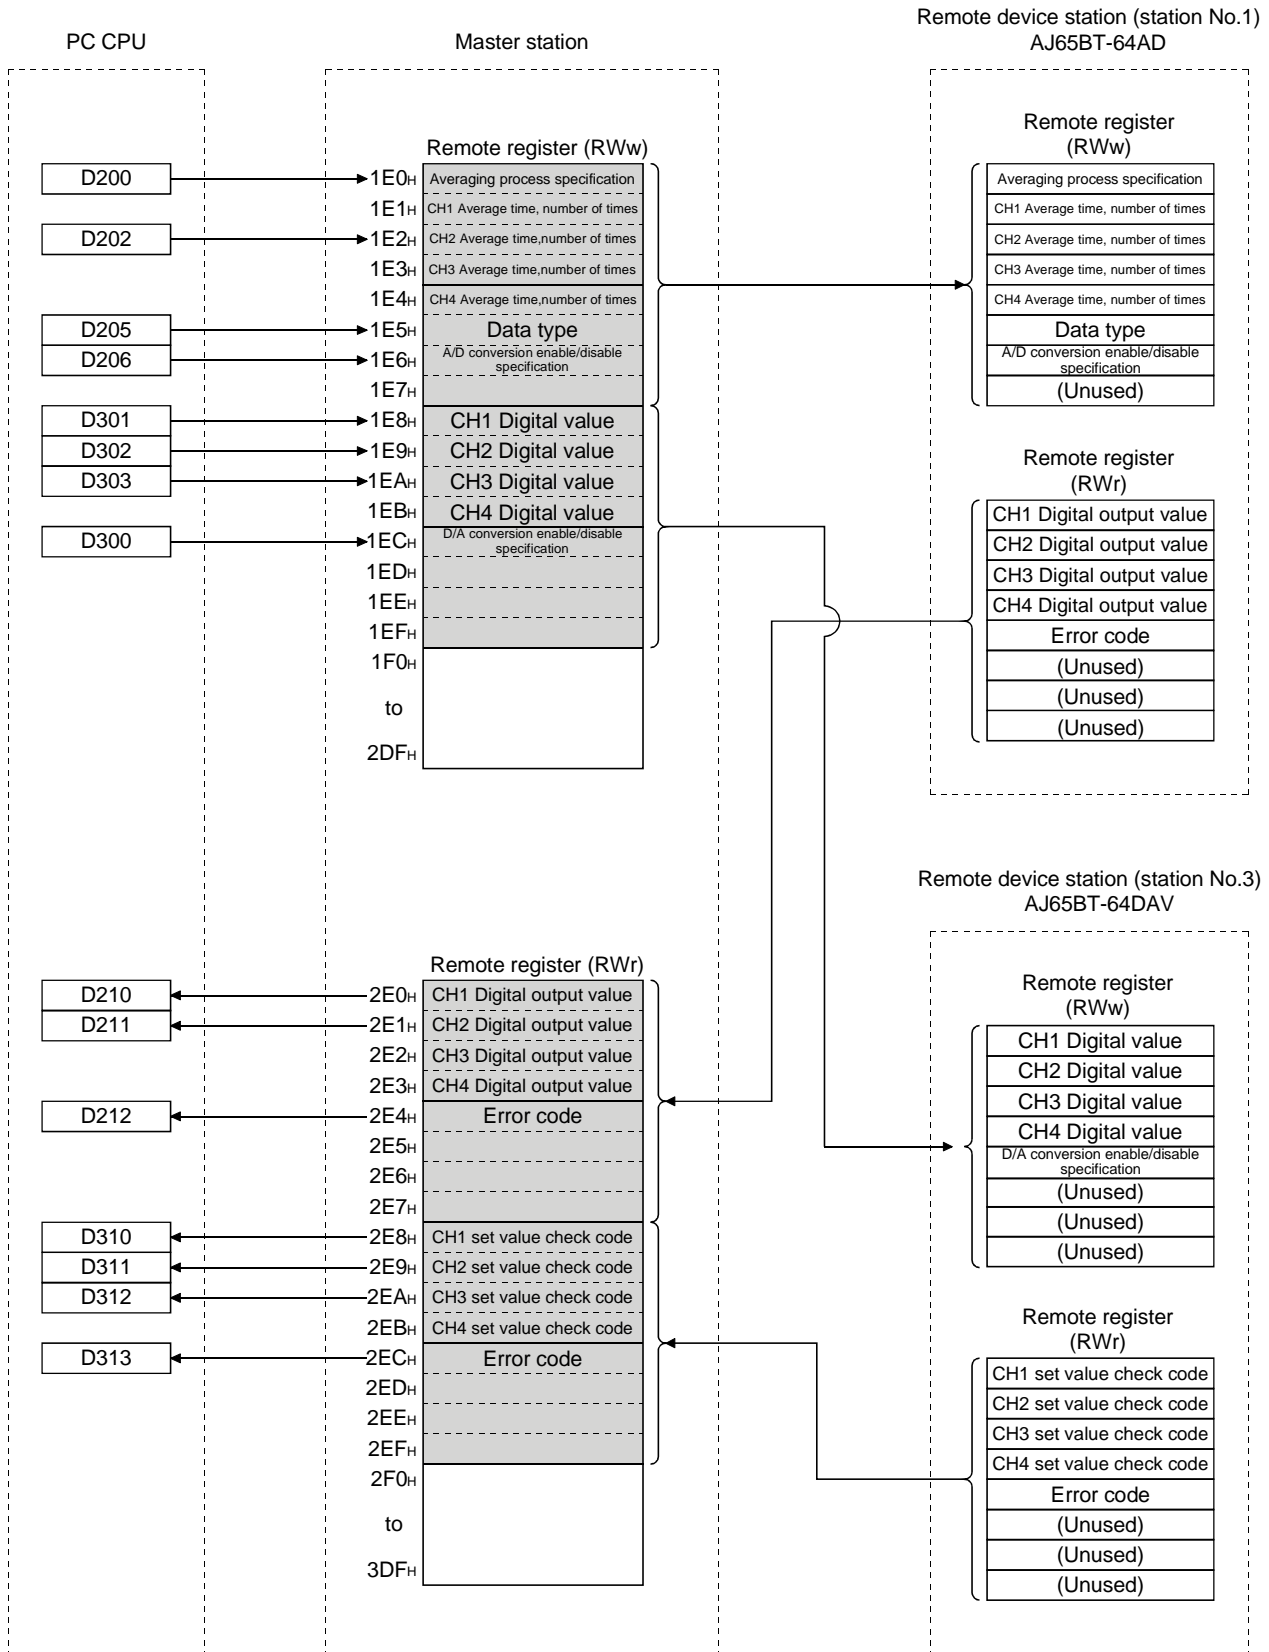 PC CPU
Master station
Remote device station (station No.1)
AJ65BT-64AD
Remote register (RWw)
D200
1E0H Averaging process specification
1E1H CH1 Average time, number of times
D202
1E2H CH2 Average time,number of times
1E3H CH3 Average time,number of times
1E4H CH4 Average time,number of times
D205
1E5H Data type
D206
1E6H A/D conversion enable/disable
specification
1E7H
D301
1E8H CH1 Digital value
D302
1E9H CH2 Digital value
D303
1EAH CH3 Digital value
1EBH CH4 Digital value
D300
1ECH D/A conversion enable/disable
specification
1EDH
1EEH
1EFH
1F0H
to
2DFH
Remote register
(RWw)
Averaging process specification
CH1 Average time, number of times
CH2 Average time, number of times
CH3 Average time, number of times
CH4 Average time, number of times
Data type
A/D conversion enable/disable
specification
(Unused)
Remote register
(RWr)
CH1 Digital output value
CH2 Digital output value
CH3 Digital output value
CH4 Digital output value
Error code
(Unused)
(Unused)
(Unused)
Remote register (RWr)
D210
2E0H CH1 Digital output value
D211
2E1H CH2 Digital output value
2E2H CH3 Digital output value
2E3H CH4 Digital output value
D212
2E4H Error code
2E5H
2E6H
2E7H
D310
2E8H CH1 set value check code
D311
2E9H CH2 set value check code
D312
2EAH CH3 set value check code
2EBH CH4 set value check code
D313
2ECH Error code
2EDH
2EEH
2EFH
2F0H
to
3DFH
Remote device station (station No.3)
AJ65BT-64DAV
Remote register
(RWw)
CH1 Digital value
CH2 Digital value
CH3 Digital value
CH4 Digital value
D/A conversion enable/disable
specification
(Unused)
(Unused)
(Unused)
Remote register
(RWr)
CH1 set value check code
CH2 set value check code
CH3 set value check code
CH4 set value check code
Error code
(Unused)
(Unused)
(Unused)